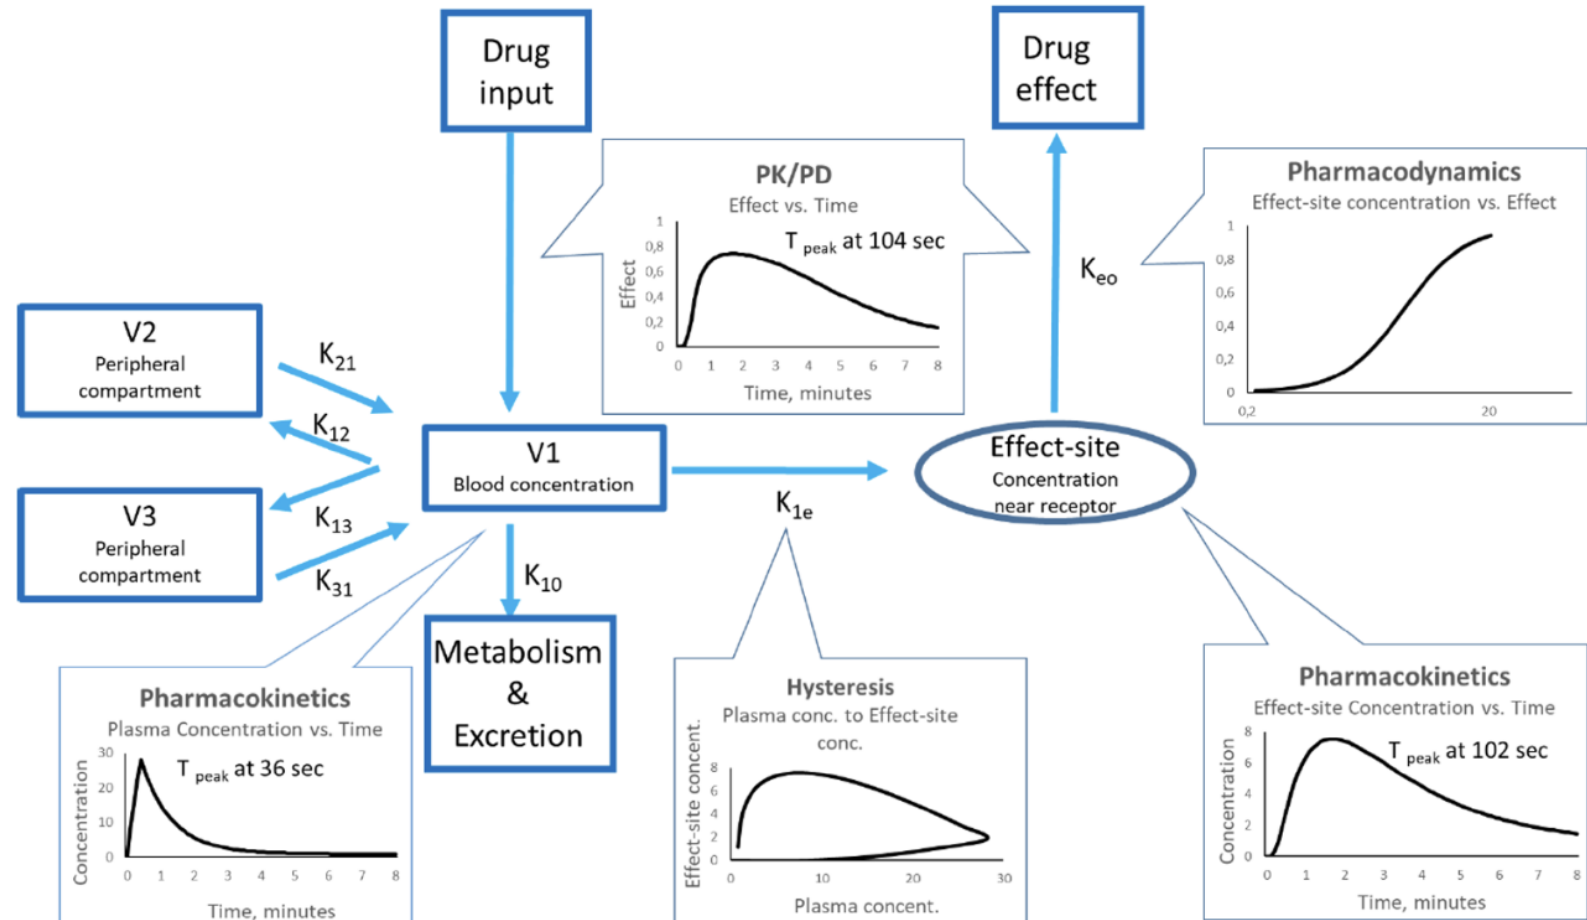 Drug
input
Drug
effect
PK/PD
Effect vs. Time
T peak at 104 sec
Effect
1
0,8
0,6
0,4
0,2
0
0 1 2 3 4 5 6 7 8
Time, minutes
Keo
Pharmacodynamics
Effect-site concentration vs. Effect
1
0,8
0,6
0,4
0,2
0
0,2 20
V2
Peripheral
compartment
K21
K12
V3
Peripheral
compartment
K13
K31
V1
Blood concentration
K1e
Effect-site
Concentration
near receptor
K10
Metabolism
&
Excretion
Pharmacokinetics
Plasma Concentration vs. Time
T peak at 36 sec
Concentration
30
20
10
0
0 1 2 3 4 5 6 7 8
Time, minutes
Hysteresis
Plasma conc. to Effect-site
conc.
Effect-site concent.
8
6
4
2
0
0 10 20 30
Plasma concent.
Pharmacokinetics
Effect-site Concentration vs. Time
T peak at 102 sec
Concentration
8
6
4
2
0
0 1 2 3 4 5 6 7 8
Time, minutes